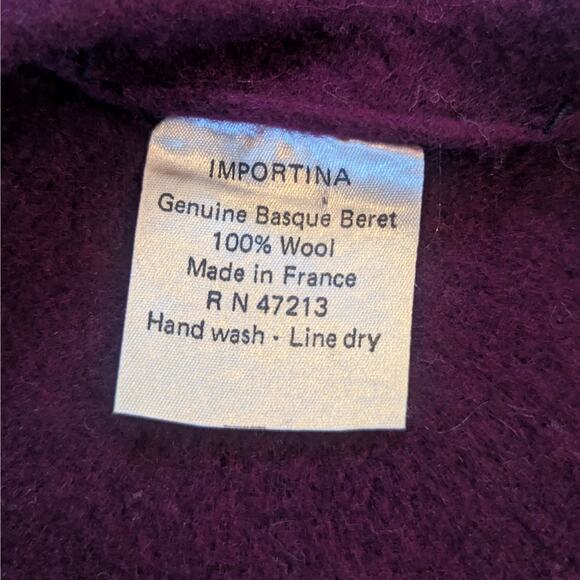 IMPORTINA
Genuine Basque Beret
100% Wool
Made in France
R N 47213
Hand wash · Line dry